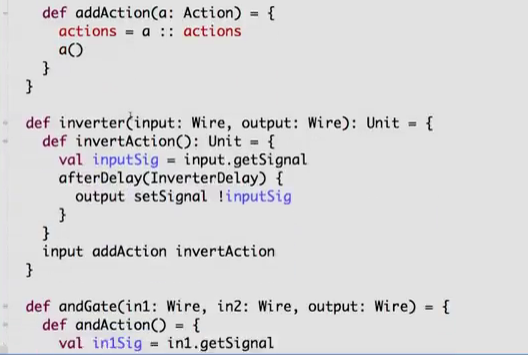 def addAction(a: Action) = {
actions = a :: actions
a()
}
}
def inverter(input: Wire, output: Wire): Unit = {
def invertAction(): Unit = {
val inputSig = input.getSignal
afterDelay(InverterDelay) {
output setSignal !inputSig
}
}
input addAction invertAction
}
def andGate(in1: Wire, in2: Wire, output: Wire) = {
def andAction() = {
val in1Sig = in1.getSignal